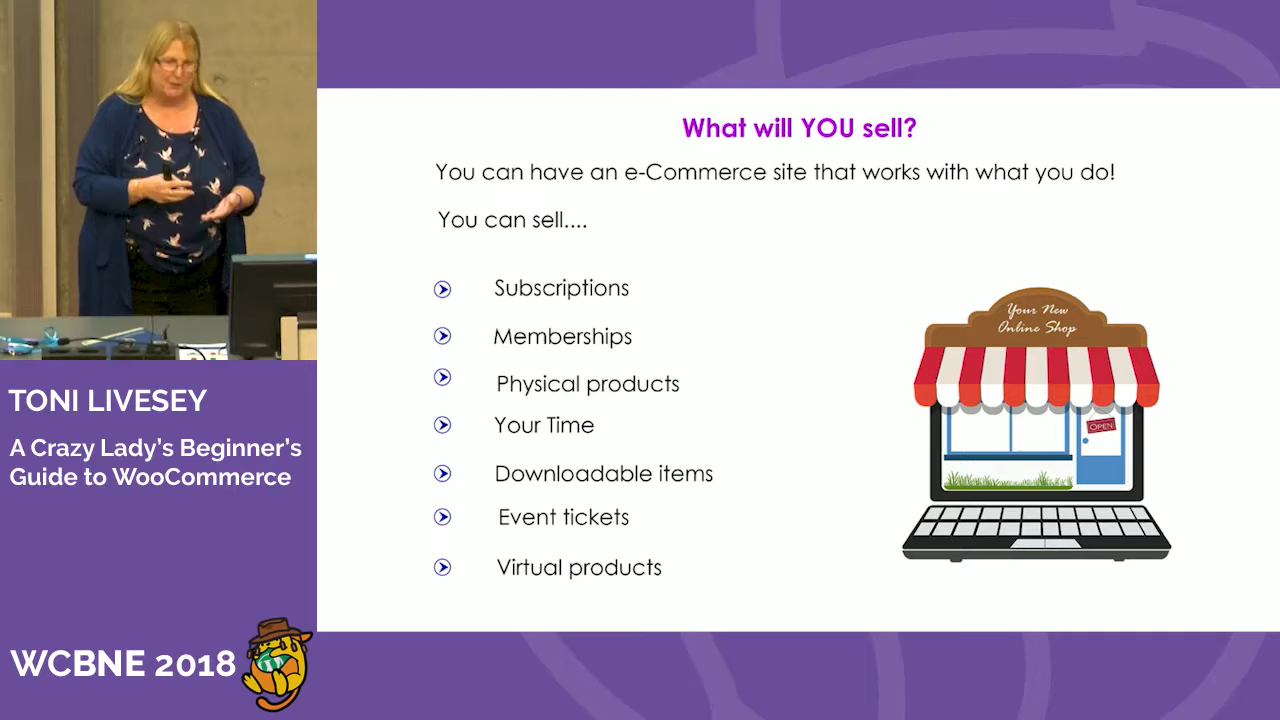 What will YOU sell?
You can have an e-Commerce site that works with what you do!
You can sell....
Subscriptions
Memberships
Physical products
Your Time
Downloadable items
Event tickets
Virtual products
Your New
Online Shop
OPEN
TONI LIVESEY
A Crazy Lady’s Beginner’s
Guide to WooCommerce
WCBNE 2018